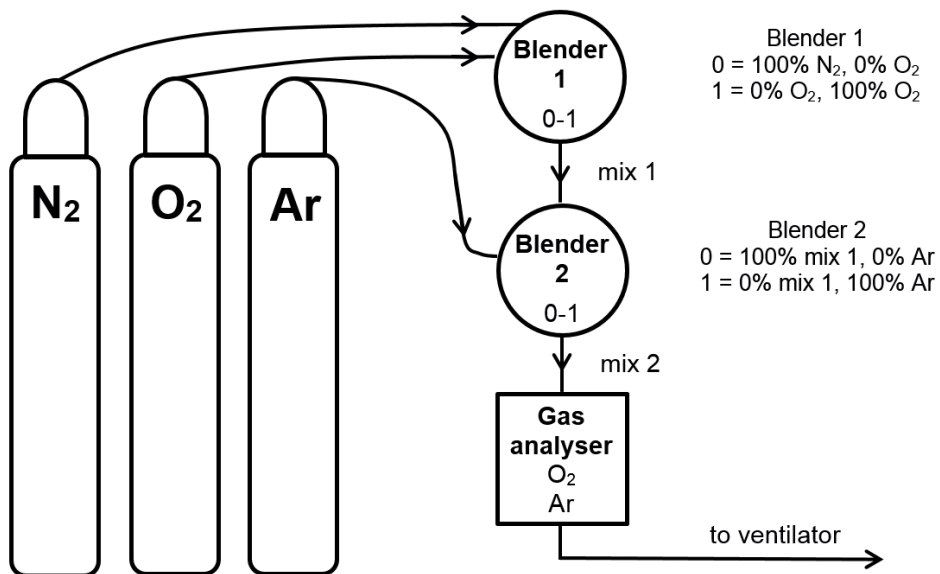 N₂
O₂
Ar
Blender
1
0-1
mix 1
Blender
2
0-1
mix 2
Gas
analyser
O₂
Ar
to ventilator
Blender 1
0 = 100% N₂, 0% O₂
1 = 0% O₂, 100% O₂
Blender 2
0 = 100% mix 1, 0% Ar
1 = 0% mix 1, 100% Ar